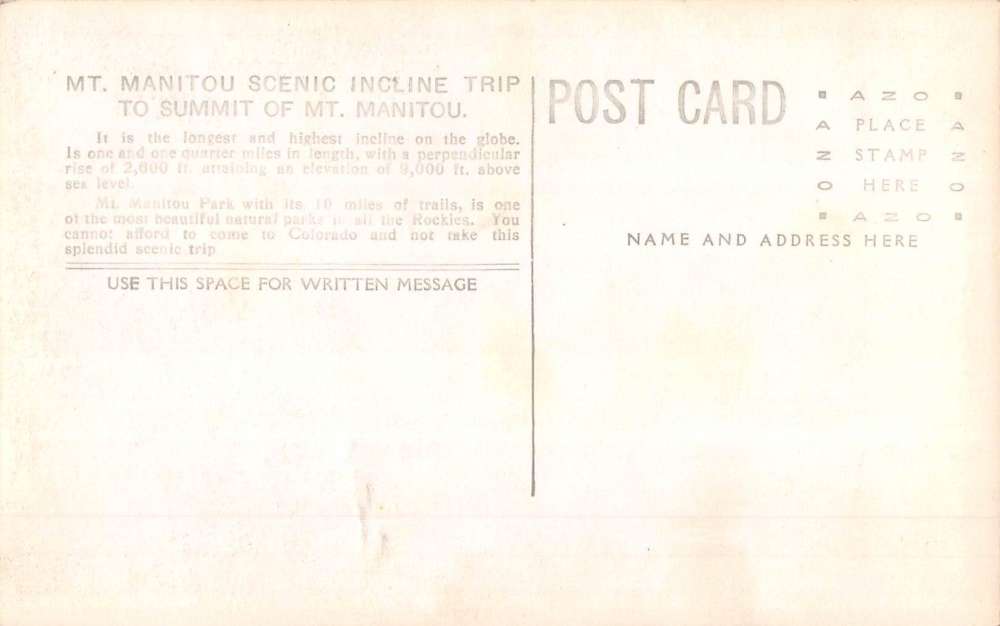 MT. MANITOU SCENIC INCLINE TRIP
TO SUMMIT OF MT. MANITOU.
It is the longest and highest incline on the globe.
Is one and one quarter miles in length, with a perpendicular
rise of 2,000 ft. attaining an elevation of 9,000 ft. above
sea level.
Mt. Manitou Park with its 10 miles of trails, is one
of the most beautiful natural parks in all the Rockies. You
cannot afford to come to Colorado and not take this
splendid scenic trip
USE THIS SPACE FOR WRITTEN MESSAGE
POST CARD
AZO
A PLACE A
Z STAMP Z
O HERE O
AZO
NAME AND ADDRESS HERE